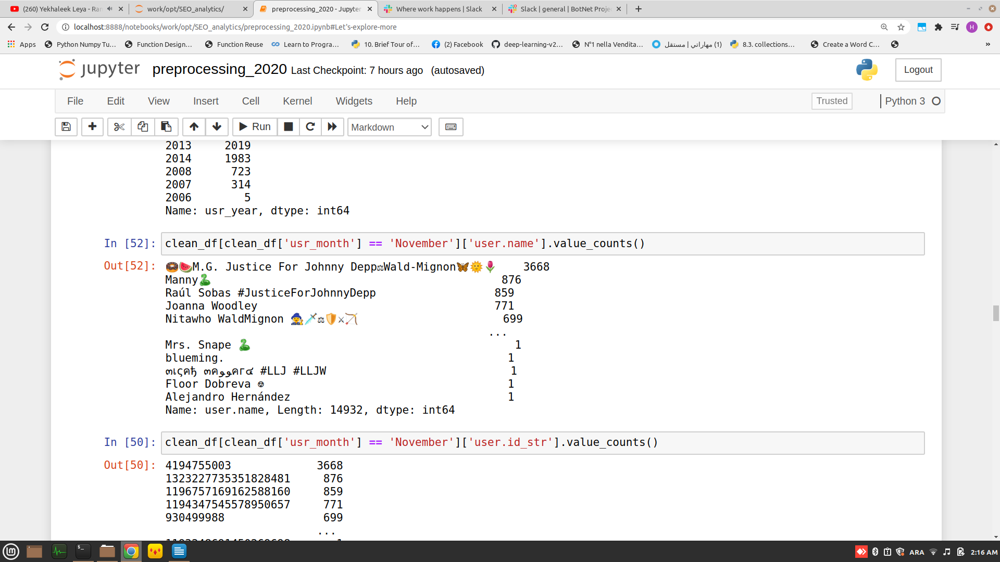 (260) Yekhaleek Leya - Ran
work/opt/SEO_analytics/
preprocessing_2020 - Jupyter
Where work happens | Slack
Slack | general | BotNet Proje
localhost:8888/notebooks/work/opt/SEO_analytics/preprocessing_2020.ipynb#Let's-explore-more
H
Apps
Python Numpy Tu...
Function Design...
Function Reuse
Learn to Progra...
10. Brief Tour of...
(2) Facebook
deep-learning-v2...
N°1 nella Vendita...
(1) مهاراتي | مستقل
8.3. collections...
Create a Word C...
»
jupyter preprocessing_2020 Last Checkpoint: 7 hours ago (autosaved)
Logout
File Edit View Insert Cell Kernel Widgets Help
Trusted
Python 3
Run
Markdown
2013 2019
2014 1983
2008 723
2007 314
2006 5
Name: usr_year, dtype: int64
In [52]: clean_df[clean_df['usr_month'] == 'November']['user.name'].value_counts()
Out[52]: 🍩🍉M.G. Justice For Johnny Depp⚖Wald-Mignon🦋🌞🌷 3668
Manny🐍 876
Raúl Sobas #JusticeForJohnnyDepp 859
Joanna Woodley 771
Nitawho WaldMignon 🧙‍♀️🗡⚖🛡⚔🏹 699
...
Mrs. Snape 🐍 1
blueming. 1
#LLJ #LLJW 1
Floor Dobreva 1
Alejandro Hernández 1
Name: user.name, Length: 14932, dtype: int64
In [50]: clean_df[clean_df['usr_month'] == 'November']['user.id_str'].value_counts()
Out[50]: 4194755003 3668
1323227735351828481 876
1196757169162588160 859
1194347545578950657 771
930499988 699
...
ARA
2:16 AM